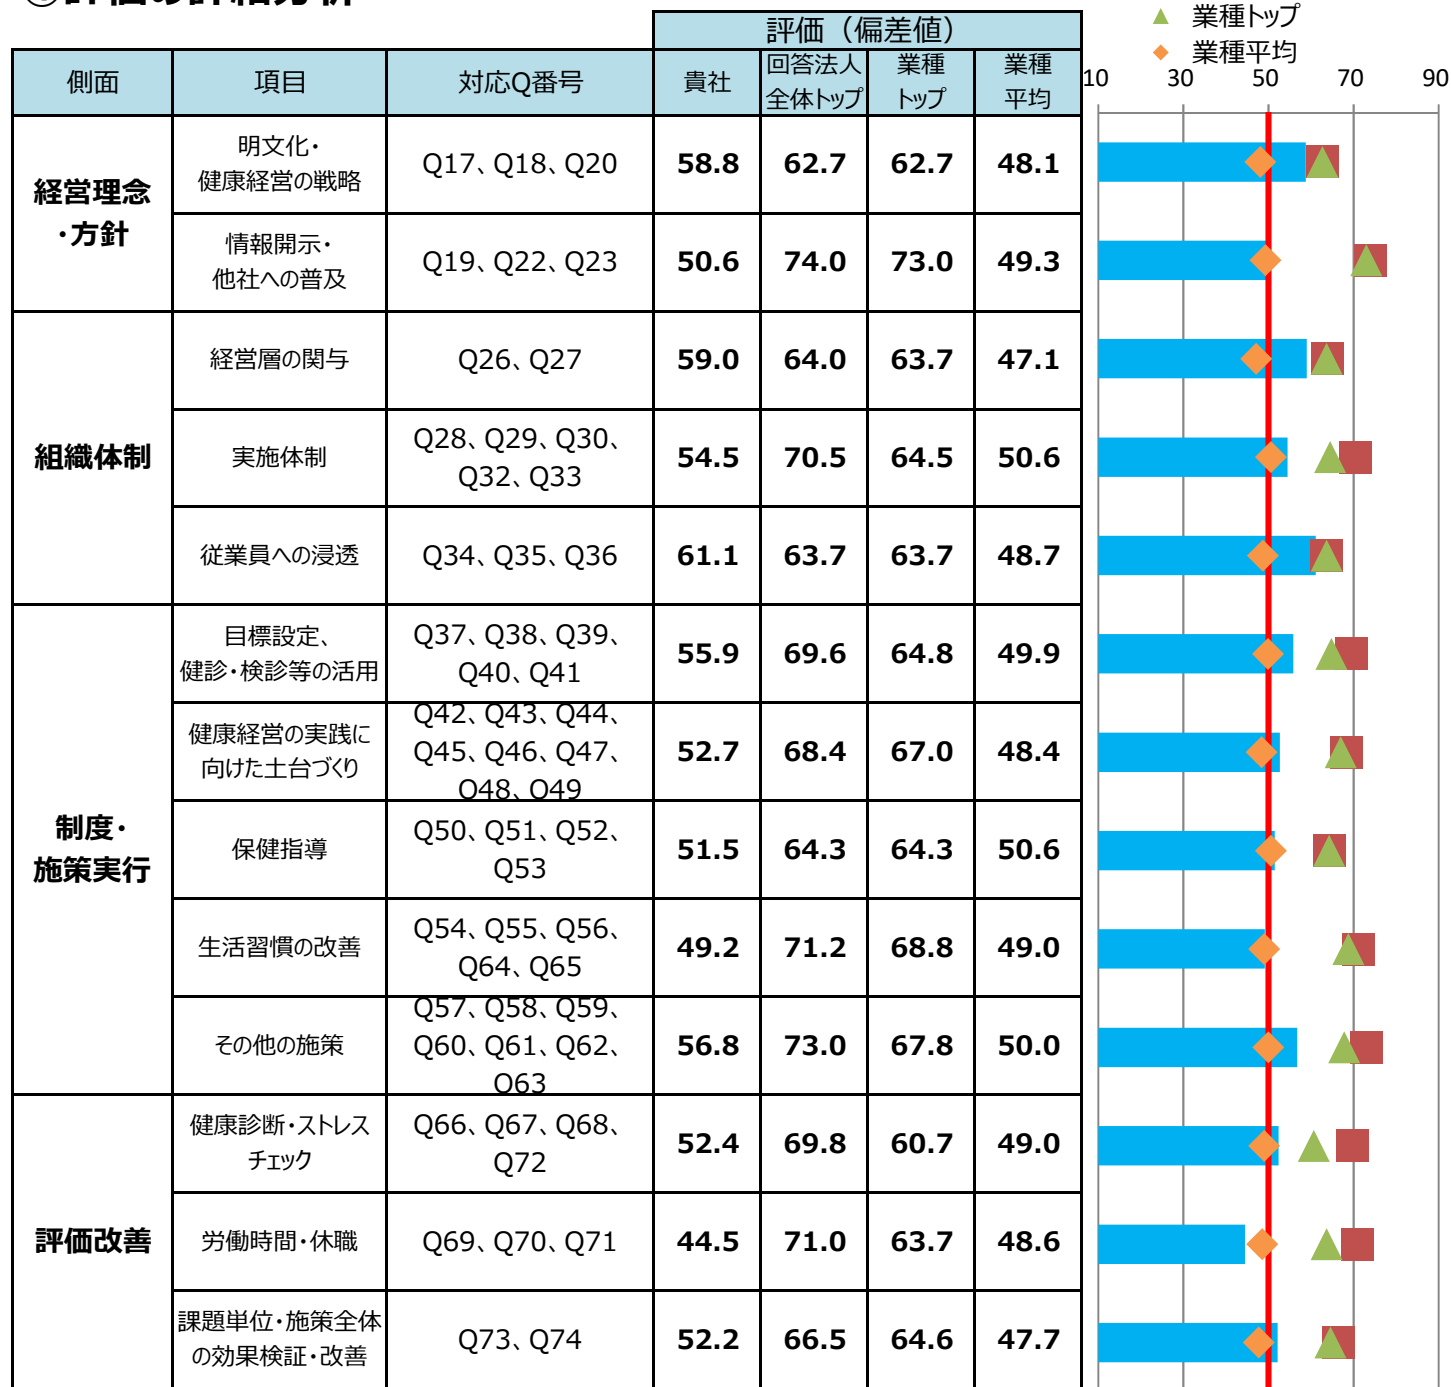 評価の詳細分析
▲ 業種トップ
◆ 業種平均
評価（偏差値）
側面 項目 対応Q番号 貴社 回答法人全体トップ 業種トップ 業種平均
10 30 50 70 90
経営理念・方針
明文化・
健康経営の戦略 Q17、Q18、Q20 58.8 62.7 62.7 48.1
情報開示・
他社への普及 Q19、Q22、Q23 50.6 74.0 73.0 49.3
組織体制
経営層の関与 Q26、Q27 59.0 64.0 63.7 47.1
実施体制 Q28、Q29、Q30、
Q32、Q33 54.5 70.5 64.5 50.6
従業員への浸透 Q34、Q35、Q36 61.1 63.7 63.7 48.7
制度・
施策実行
目標設定、
健診・検診等の活用 Q37、Q38、Q39、
Q40、Q41 55.9 69.6 64.8 49.9
健康経営の実践に
向けた土台づくり Q42、Q43、Q44、
Q45、Q46、Q47、
Q48、Q49 52.7 68.4 67.0 48.4
保健指導 Q50、Q51、Q52、
Q53 51.5 64.3 64.3 50.6
生活習慣の改善 Q54、Q55、Q56、
Q64、Q65 49.2 71.2 68.8 49.0
その他の施策 Q57、Q58、Q59、
Q60、Q61、Q62、
Q63 56.8 73.0 67.8 50.0
評価改善
健康診断・ストレス
チェック Q66、Q67、Q68、
Q72 52.4 69.8 60.7 49.0
労働時間・休職 Q69、Q70、Q71 44.5 71.0 63.7 48.6
課題単位・施策全体
の効果検証・改善 Q73、Q74 52.2 66.5 64.6 47.7